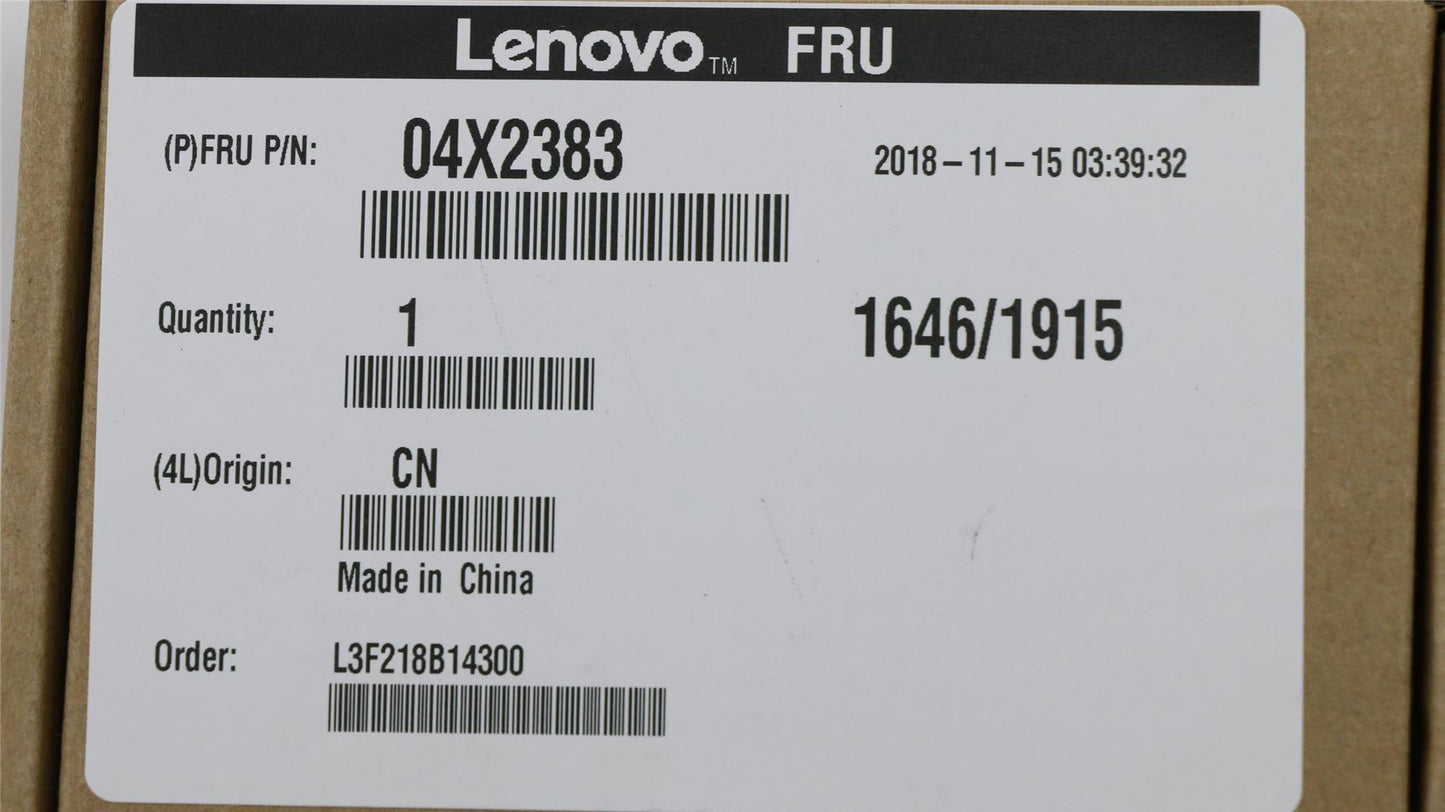 Lenovo™ FRU
(P)FRU P/N: 04X2383 2018-11-15 03:39:32
Quantity: 1 1646/1915
(4L)Origin: CN
Made in China
Order: L3F218B14300